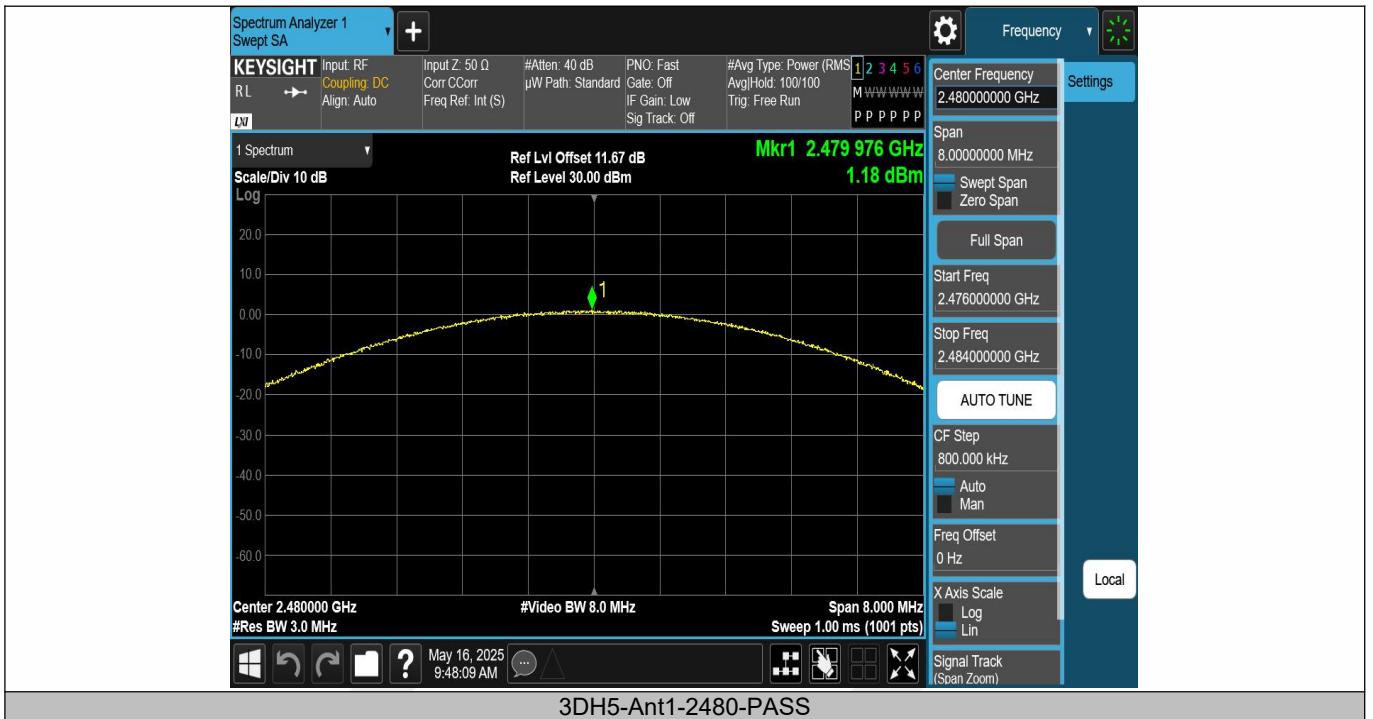 Spectrum Analyzer 1
Swept SA
+
Frequency
KEYSIGHT
RL
LXI
Input: RF
Coupling: DC
Align: Auto
Input Z: 50 Ω
Corr CCorr
Freq Ref: Int (S)
#Atten: 40 dB
µW Path: Standard
PNO: Fast
Gate: Off
IF Gain: Low
Sig Track: Off
#Avg Type: Power (RMS
Avg|Hold: 100/100
Trig: Free Run
1 2 3 4 5 6
M W W W W W
P P P P P P
1 Spectrum
Scale/Div 10 dB
Log
Ref Lvl Offset 11.67 dB
Ref Level 30.00 dBm
Mkr1 2.479 976 GHz
1.18 dBm
20.0
10.0
1
0.00
-10.0
-20.0
-30.0
-40.0
-50.0
-60.0
Center 2.480000 GHz
#Video BW 8.0 MHz
Span 8.000 MHz
#Res BW 3.0 MHz
Sweep 1.00 ms (1001 pts)
Center Frequency
2.480000000 GHz
Settings
Span
8.00000000 MHz
Swept Span
Zero Span
Full Span
Start Freq
2.476000000 GHz
Stop Freq
2.484000000 GHz
AUTO TUNE
CF Step
800.000 kHz
Auto
Man
Freq Offset
0 Hz
Local
X Axis Scale
Log
Lin
Signal Track
(Span Zoom)
?
May 16, 2025
9:48:09 AM
3DH5-Ant1-2480-PASS